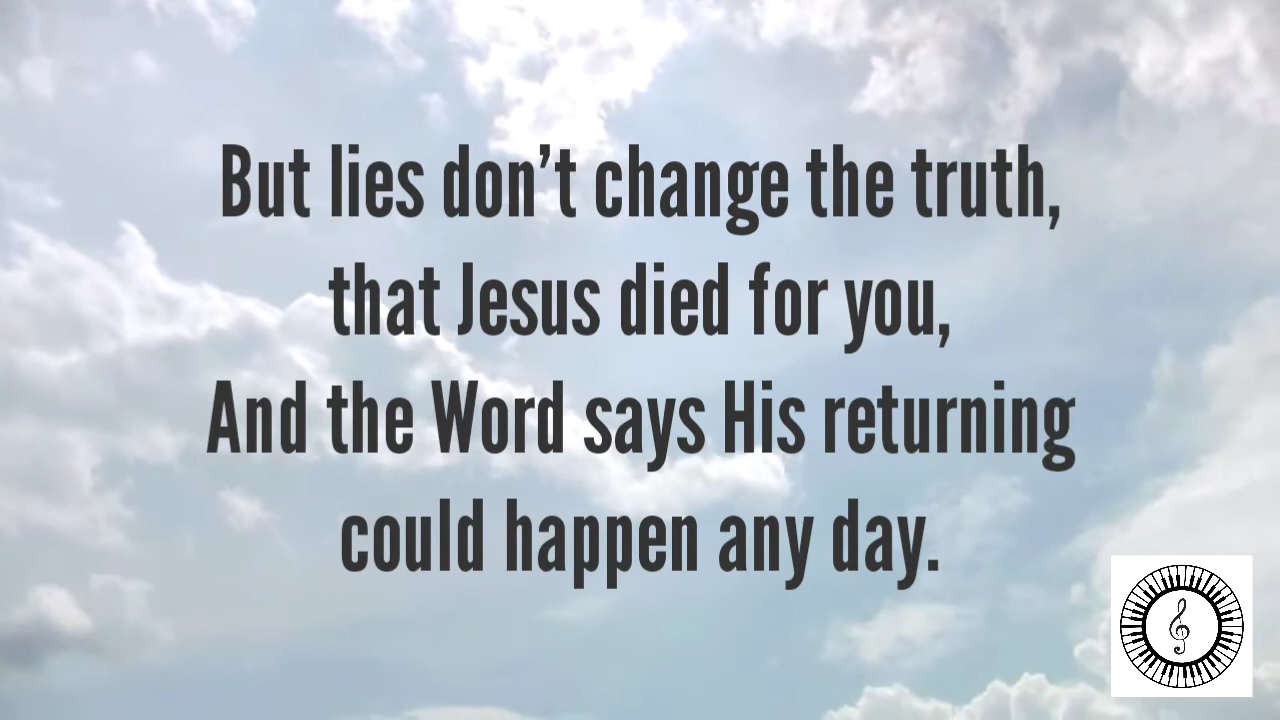 But lies don’t change the truth,
that Jesus died for you,
And the Word says His returning
could happen any day.